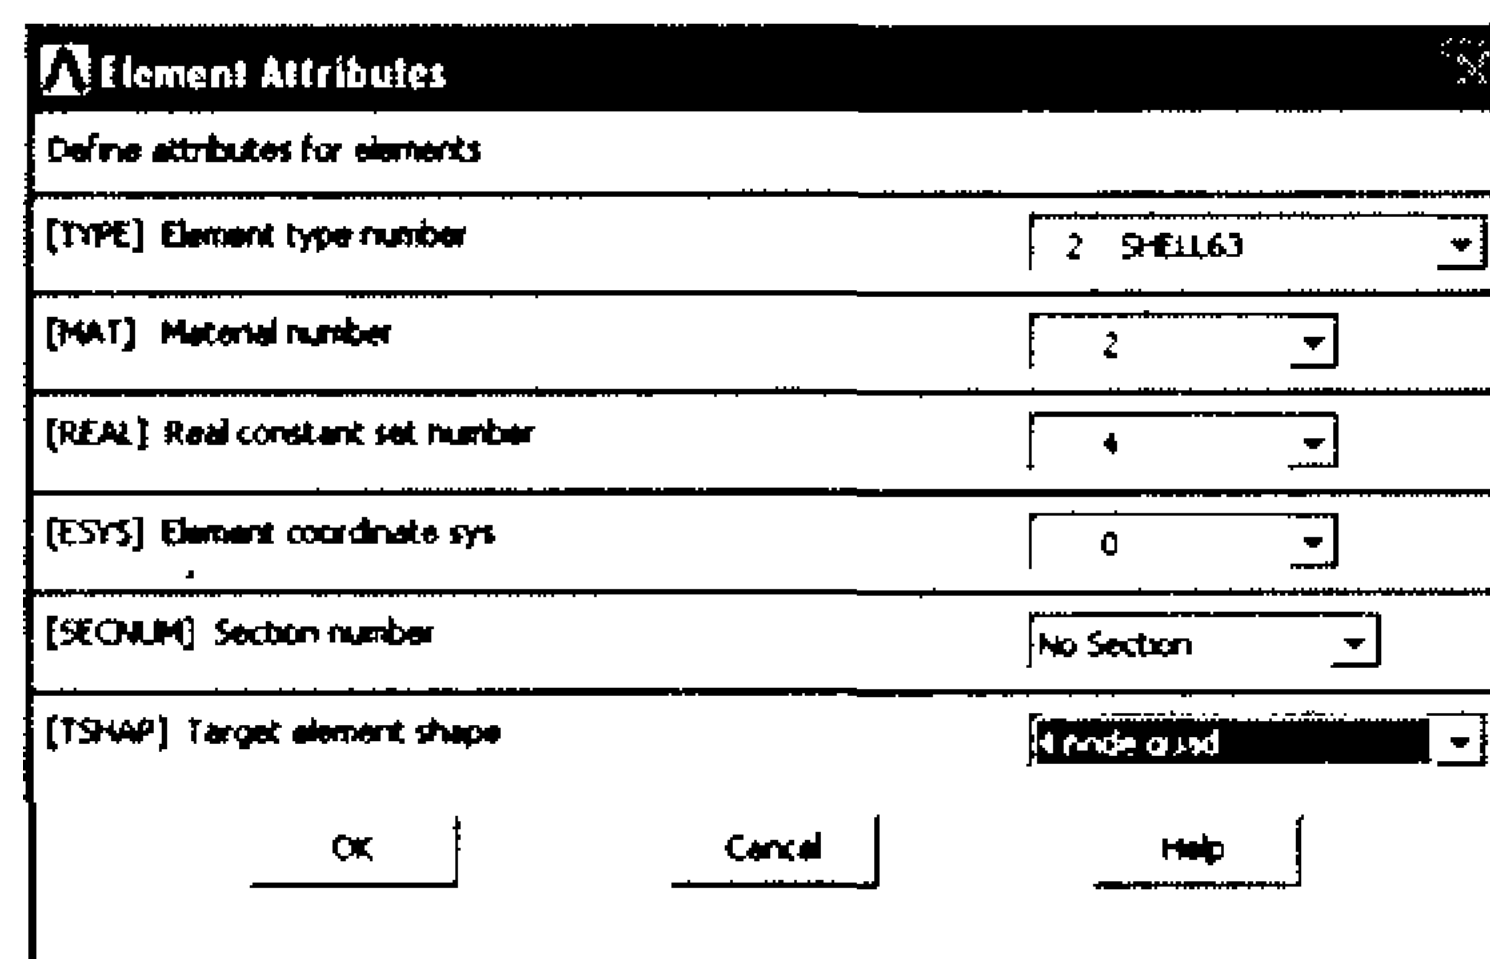 Element Attributes
Define attributes for elements
[TYPE] Element type number 2 SHELL63
[MAT] Material number 2
[REAL] Real constant set number 4
[ESYS] Element coordinate sys 0
[SECNUM] Section number No Section
[TSHAP] Target element shape 4 node quad
OK Cancel Help